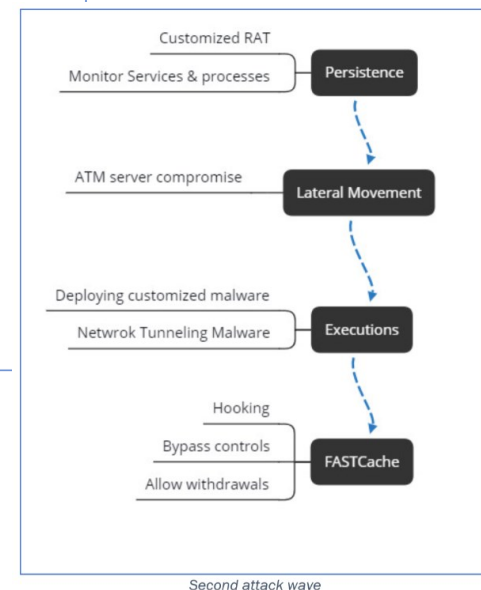 Customized RAT
Monitor Services & processes
Persistence
ATM server compromise
Lateral Movement
Deploying customized malware
Netwrok Tunneling Malware
Executions
Hooking
Bypass controls
Allow withdrawals
FASTCache
Second attack wave